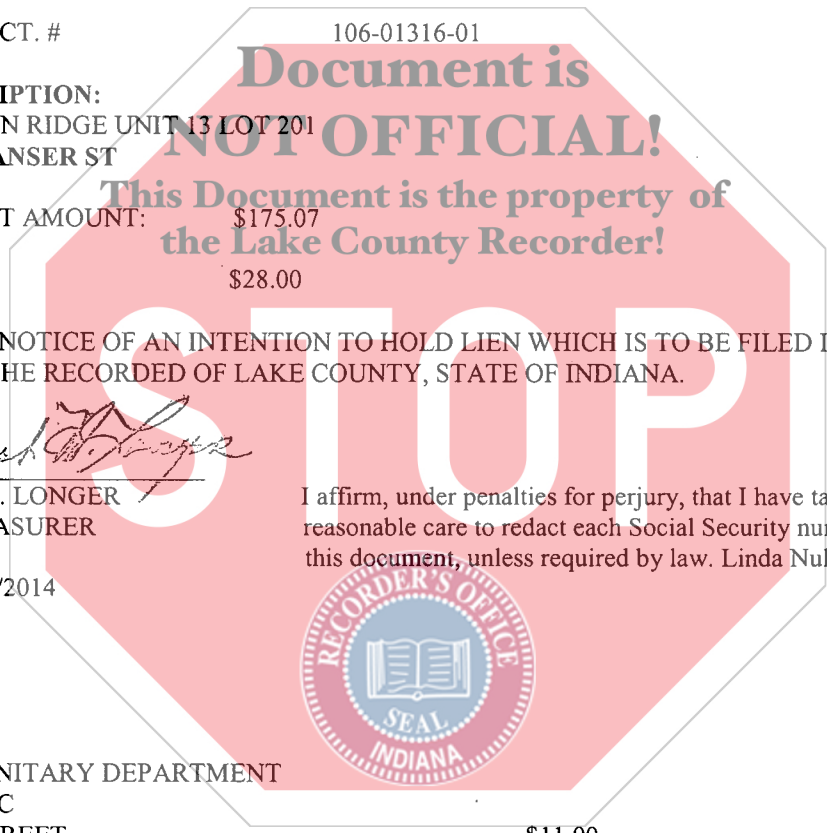 CT. # 106-01316-01
Document is
IPTION:
N RIDGE UNIT 13 LOT 201
NOT OFFICIAL!
ANSER ST
This Document is the property of
T AMOUNT: $175.07
the Lake County Recorder!
$28.00
STOP
NOTICE OF AN INTENTION TO HOLD LIEN WHICH IS TO BE FILED I
HE RECORDED OF LAKE COUNTY, STATE OF INDIANA.
. LONGER
ASURER
/2014
I affirm, under penalties for perjury, that I have ta
reasonable care to redact each Social Security nu
this document, unless required by law. Linda Nu
RECORDER'S OFFICE
SEAL
INDIANA
NITARY DEPARTMENT
C
REET $11.00